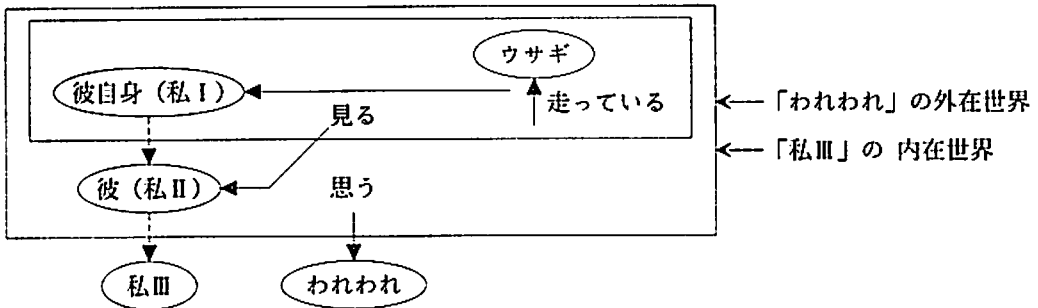 ウサギ
彼自身（私Ⅰ）
走っている
見る
「われわれ」の外在世界
「私Ⅲ」の 内在世界
彼（私Ⅱ）
思う
私Ⅲ
われわれ